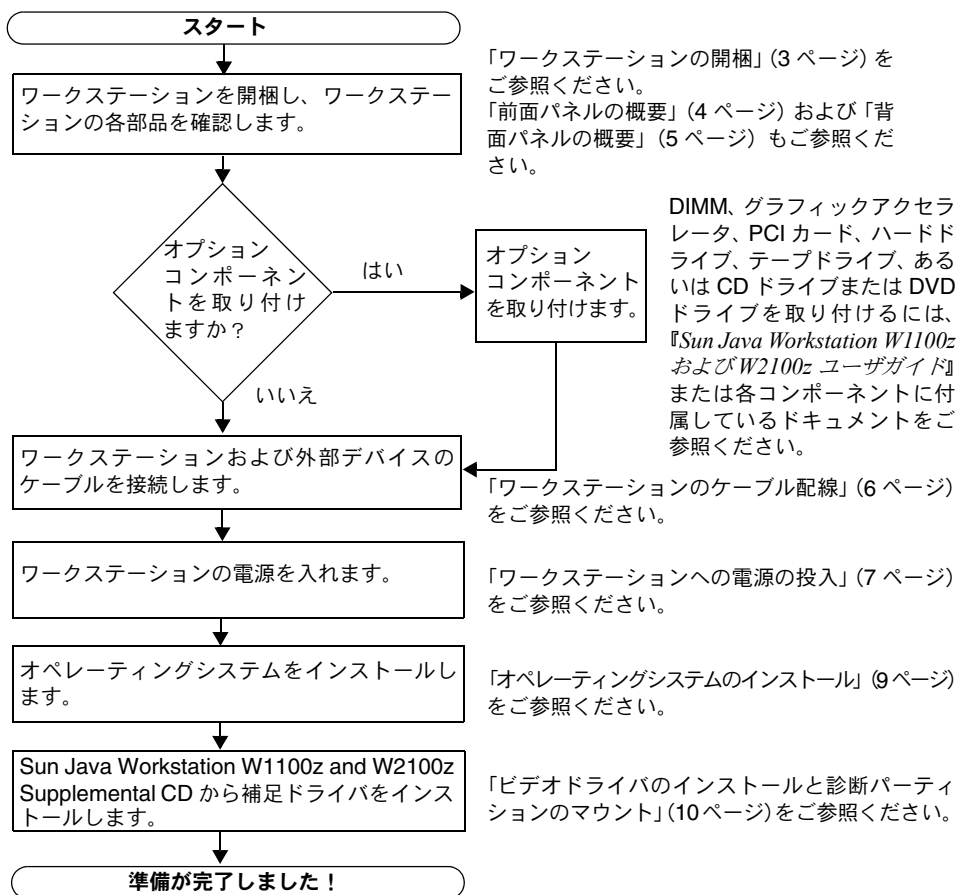 スタート
ワークステーションを開梱し、ワークステー
ションの各部品を確認します。
「ワークステーションの開梱」(3 ページ) を
ご参照ください。
「前面パネルの概要」(4 ページ) および「背
面パネルの概要」(5 ページ) もご参照くだ
さい。
オプション
コンポーネン
トを取り付け
ますか？
はい
いいえ
オプション
コンポーネント
を取り付けます。
DIMM、グラフィックアクセラ
レータ、PCI カード、ハードド
ライブ、テープドライブ、ある
いは CD ドライブまたは DVD
ドライブを取り付けるには、
『Sun Java Workstation W1100z
および W2100z ユーザガイド』
または各コンポーネントに付
属しているドキュメントをご
参照ください。
ワークステーションおよび外部デバイスの
ケーブルを接続します。
「ワークステーションのケーブル配線」(6 ページ)
をご参照ください。
ワークステーションの電源を入れます。
「ワークステーションへの電源の投入」(7 ページ)
をご参照ください。
オペレーティングシステムをインストールし
ます。
「オペレーティングシステムのインストール」(9 ページ)
をご参照ください。
Sun Java Workstation W1100z and W2100z
Supplemental CD から補足ドライバをインス
トールします。
「ビデオドライバのインストールと診断パーティ
ションのマウント」(10 ページ)をご参照ください。
準備が完了しました！